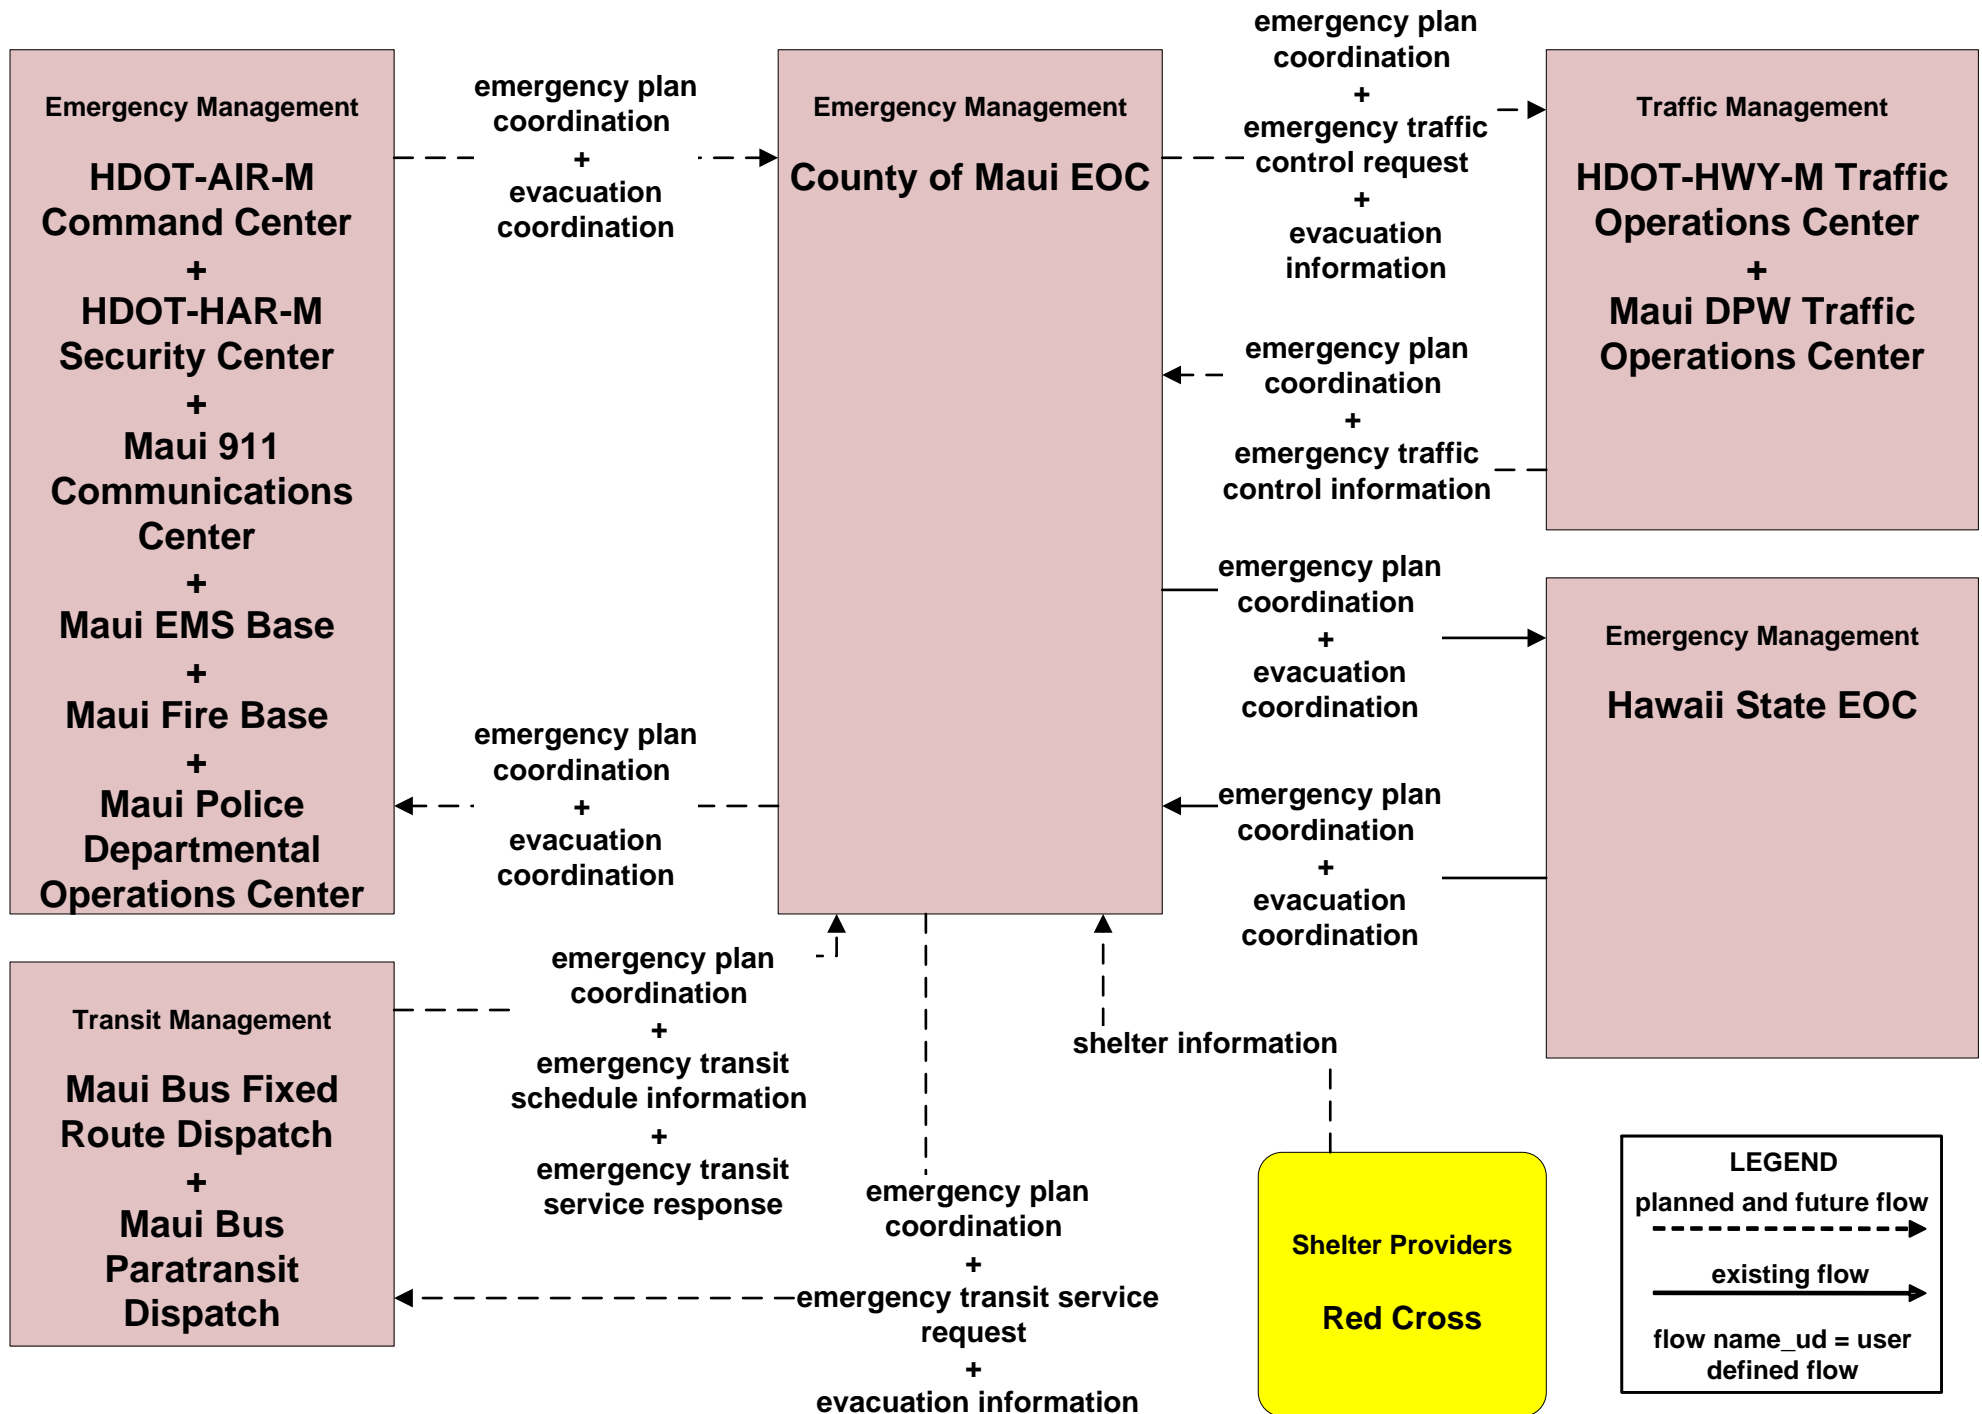 Emergency Management
HDOT-AIR-M
Command Center
+
HDOT-HAR-M
Security Center
+
Maui 911
Communications
Center
+
Maui EMS Base
+
Maui Fire Base
+
Maui Police
Departmental
Operations Center
emergency plan
coordination
+
evacuation
coordination
emergency plan
coordination
+
evacuation
coordination
Emergency Management
County of Maui EOC
emergency plan
coordination
+
emergency traffic
control request
+
evacuation
information
emergency plan
coordination
+
emergency traffic
control information
Traffic Management
HDOT-HWY-M Traffic
Operations Center
+
Maui DPW Traffic
Operations Center
emergency plan
coordination
+
evacuation
coordination
emergency plan
coordination
+
evacuation
coordination
Emergency Management
Hawaii State EOC
Transit Management
Maui Bus Fixed
Route Dispatch
+
Maui Bus
Paratransit
Dispatch
emergency plan
coordination
+
emergency transit
schedule information
+
emergency transit
service response
emergency plan
coordination
+
emergency transit service
request
+
evacuation information
shelter information
Shelter Providers
Red Cross
LEGEND
planned and future flow
existing flow
flow name_ud = user
defined flow